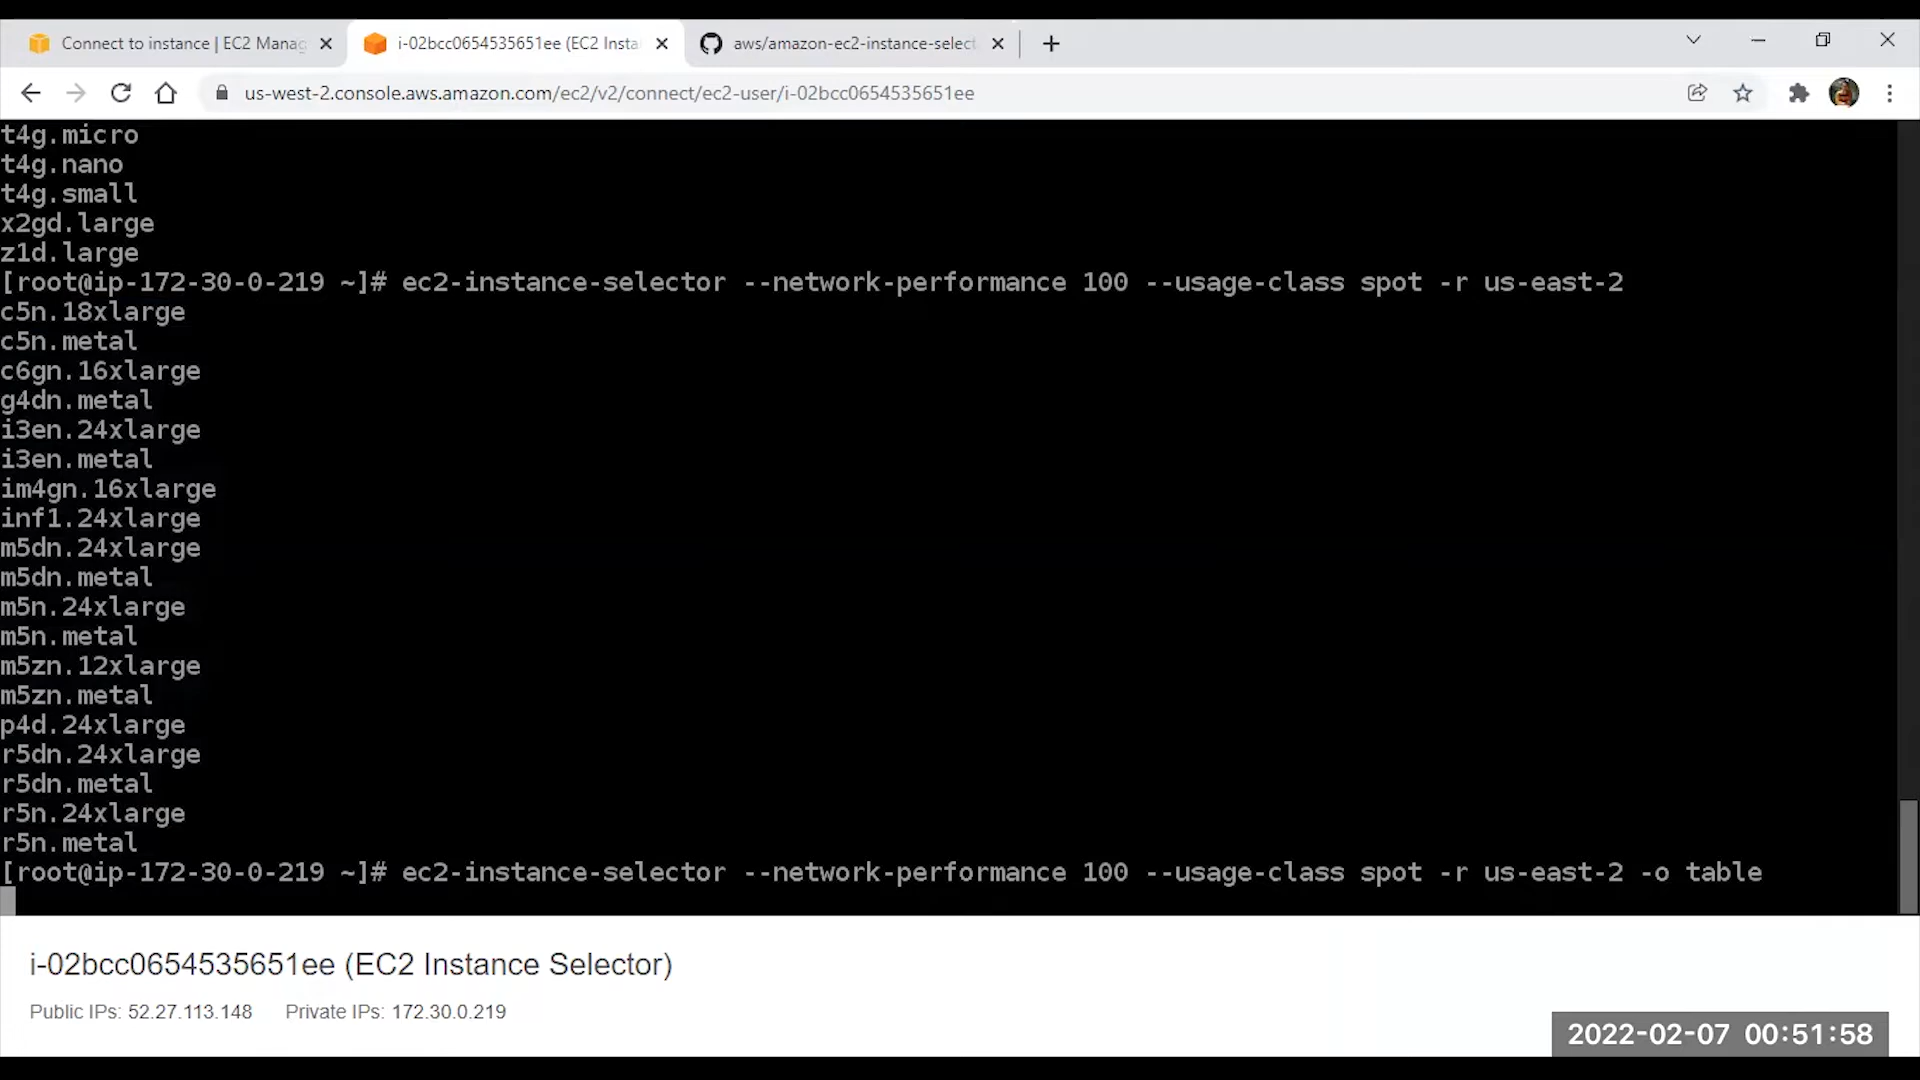 Connect to instance | EC2 Manag
i-02bcc0654535651ee (EC2 Insta
aws/amazon-ec2-instance-select
us-west-2.console.aws.amazon.com/ec2/v2/connect/ec2-user/i-02bcc0654535651ee
t4g.micro
t4g.nano
t4g.small
x2gd.large
z1d.large
[root@ip-172-30-0-219 ~]# ec2-instance-selector --network-performance 100 --usage-class spot -r us-east-2
c5n.18xlarge
c5n.metal
c6gn.16xlarge
g4dn.metal
i3en.24xlarge
i3en.metal
im4gn.16xlarge
inf1.24xlarge
m5dn.24xlarge
m5dn.metal
m5n.24xlarge
m5n.metal
m5zn.12xlarge
m5zn.metal
p4d.24xlarge
r5dn.24xlarge
r5dn.metal
r5n.24xlarge
r5n.metal
[root@ip-172-30-0-219 ~]# ec2-instance-selector --network-performance 100 --usage-class spot -r us-east-2 -o table
i-02bcc0654535651ee (EC2 Instance Selector)
Public IPs: 52.27.113.148 Private IPs: 172.30.0.219
2022-02-07 00:51:58